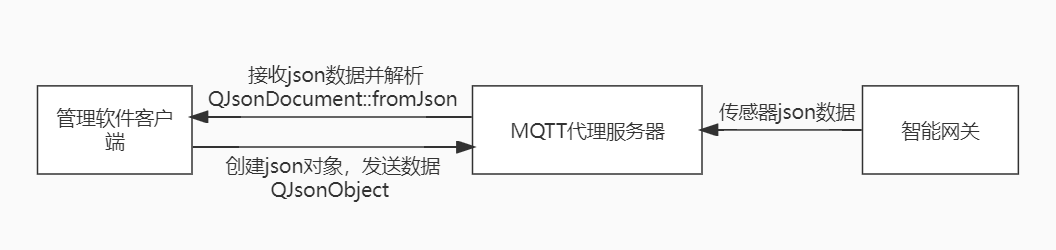 接收json数据并解析
QJsonDocument::fromJson
管理软件客户
端
MQTT代理服务器
传感器json数据
智能网关
创建json对象，发送数据
QJsonObject